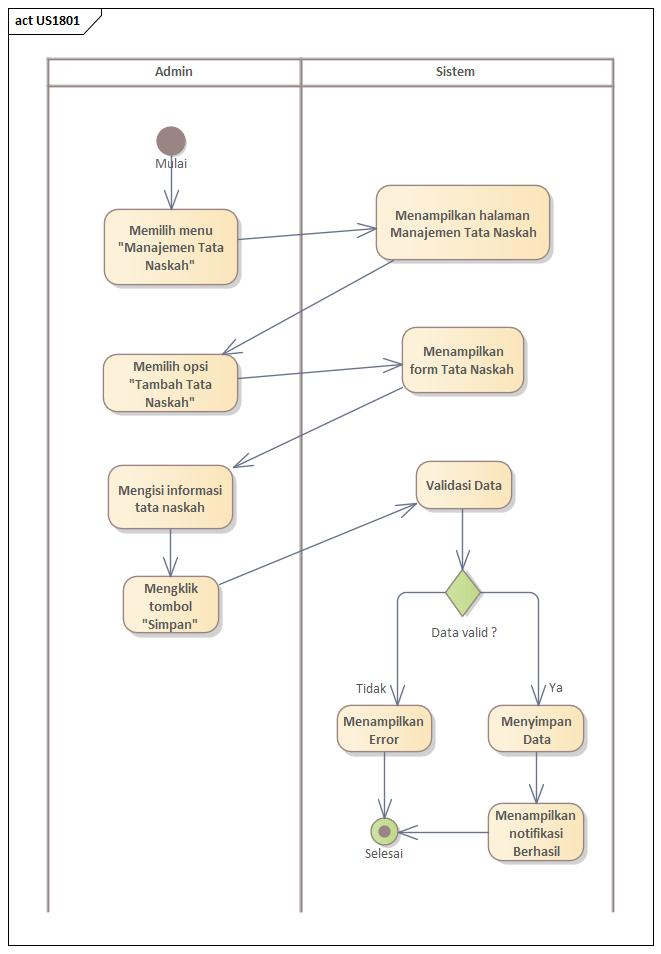 act US1801
Admin
Sistem
Mulai
Memilih menu
"Manajemen Tata
Naskah"
Menampilkan halaman
Manajemen Tata Naskah
Memilih opsi
"Tambah Tata
Naskah"
Menampilkan
form Tata Naskah
Mengisi informasi
tata naskah
Validasi Data
Mengklik
tombol
"Simpan"
Data valid ?
Tidak
Ya
Menampilkan
Error
Menyimpan
Data
Menampilkan
notifikasi
Berhasil
Selesai